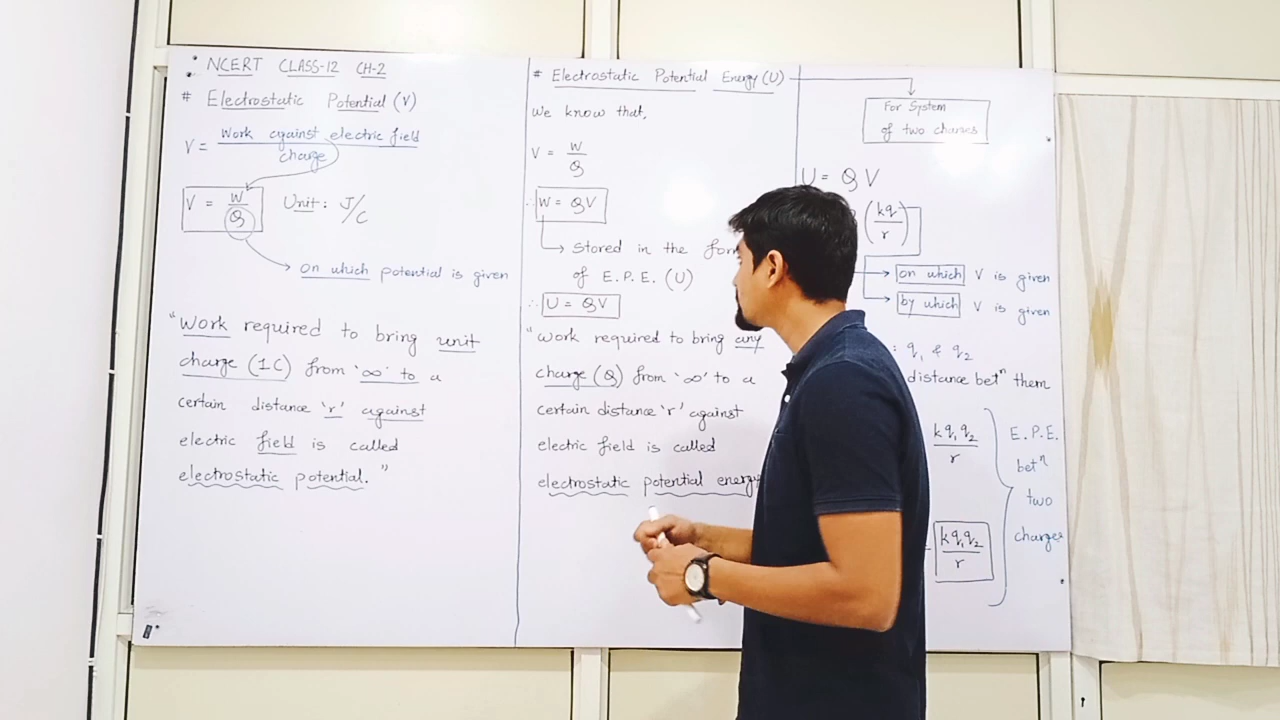 NCERT CLASS-12 CH-2
# Electrostatic Potential (V)
V = Work against electric field
charge
V = W
Q
Unit: J/C
on which potential is given
"Work required to bring unit
charge (1C) from '∞' to a
certain distance 'r' against
electric field is called
electrostatic potential."
# Electrostatic Potential Energy (U)
We know that,
V = W
Q
∴ W = QV
Stored in the
of E.P.E. (U)
∴ U = QV
"Work required to bring any
charge (Q) from '∞' to a
certain distance 'r' against
electric field is called
electrostatic potential energy
For System
of two charges
U = QV
(kq/r)
on which V is given
by which V is given
: q₁ & q₂
distance betⁿ them
kq₁q₂
r
kq₁q₂
r
E.P.E.
betⁿ
two
charges